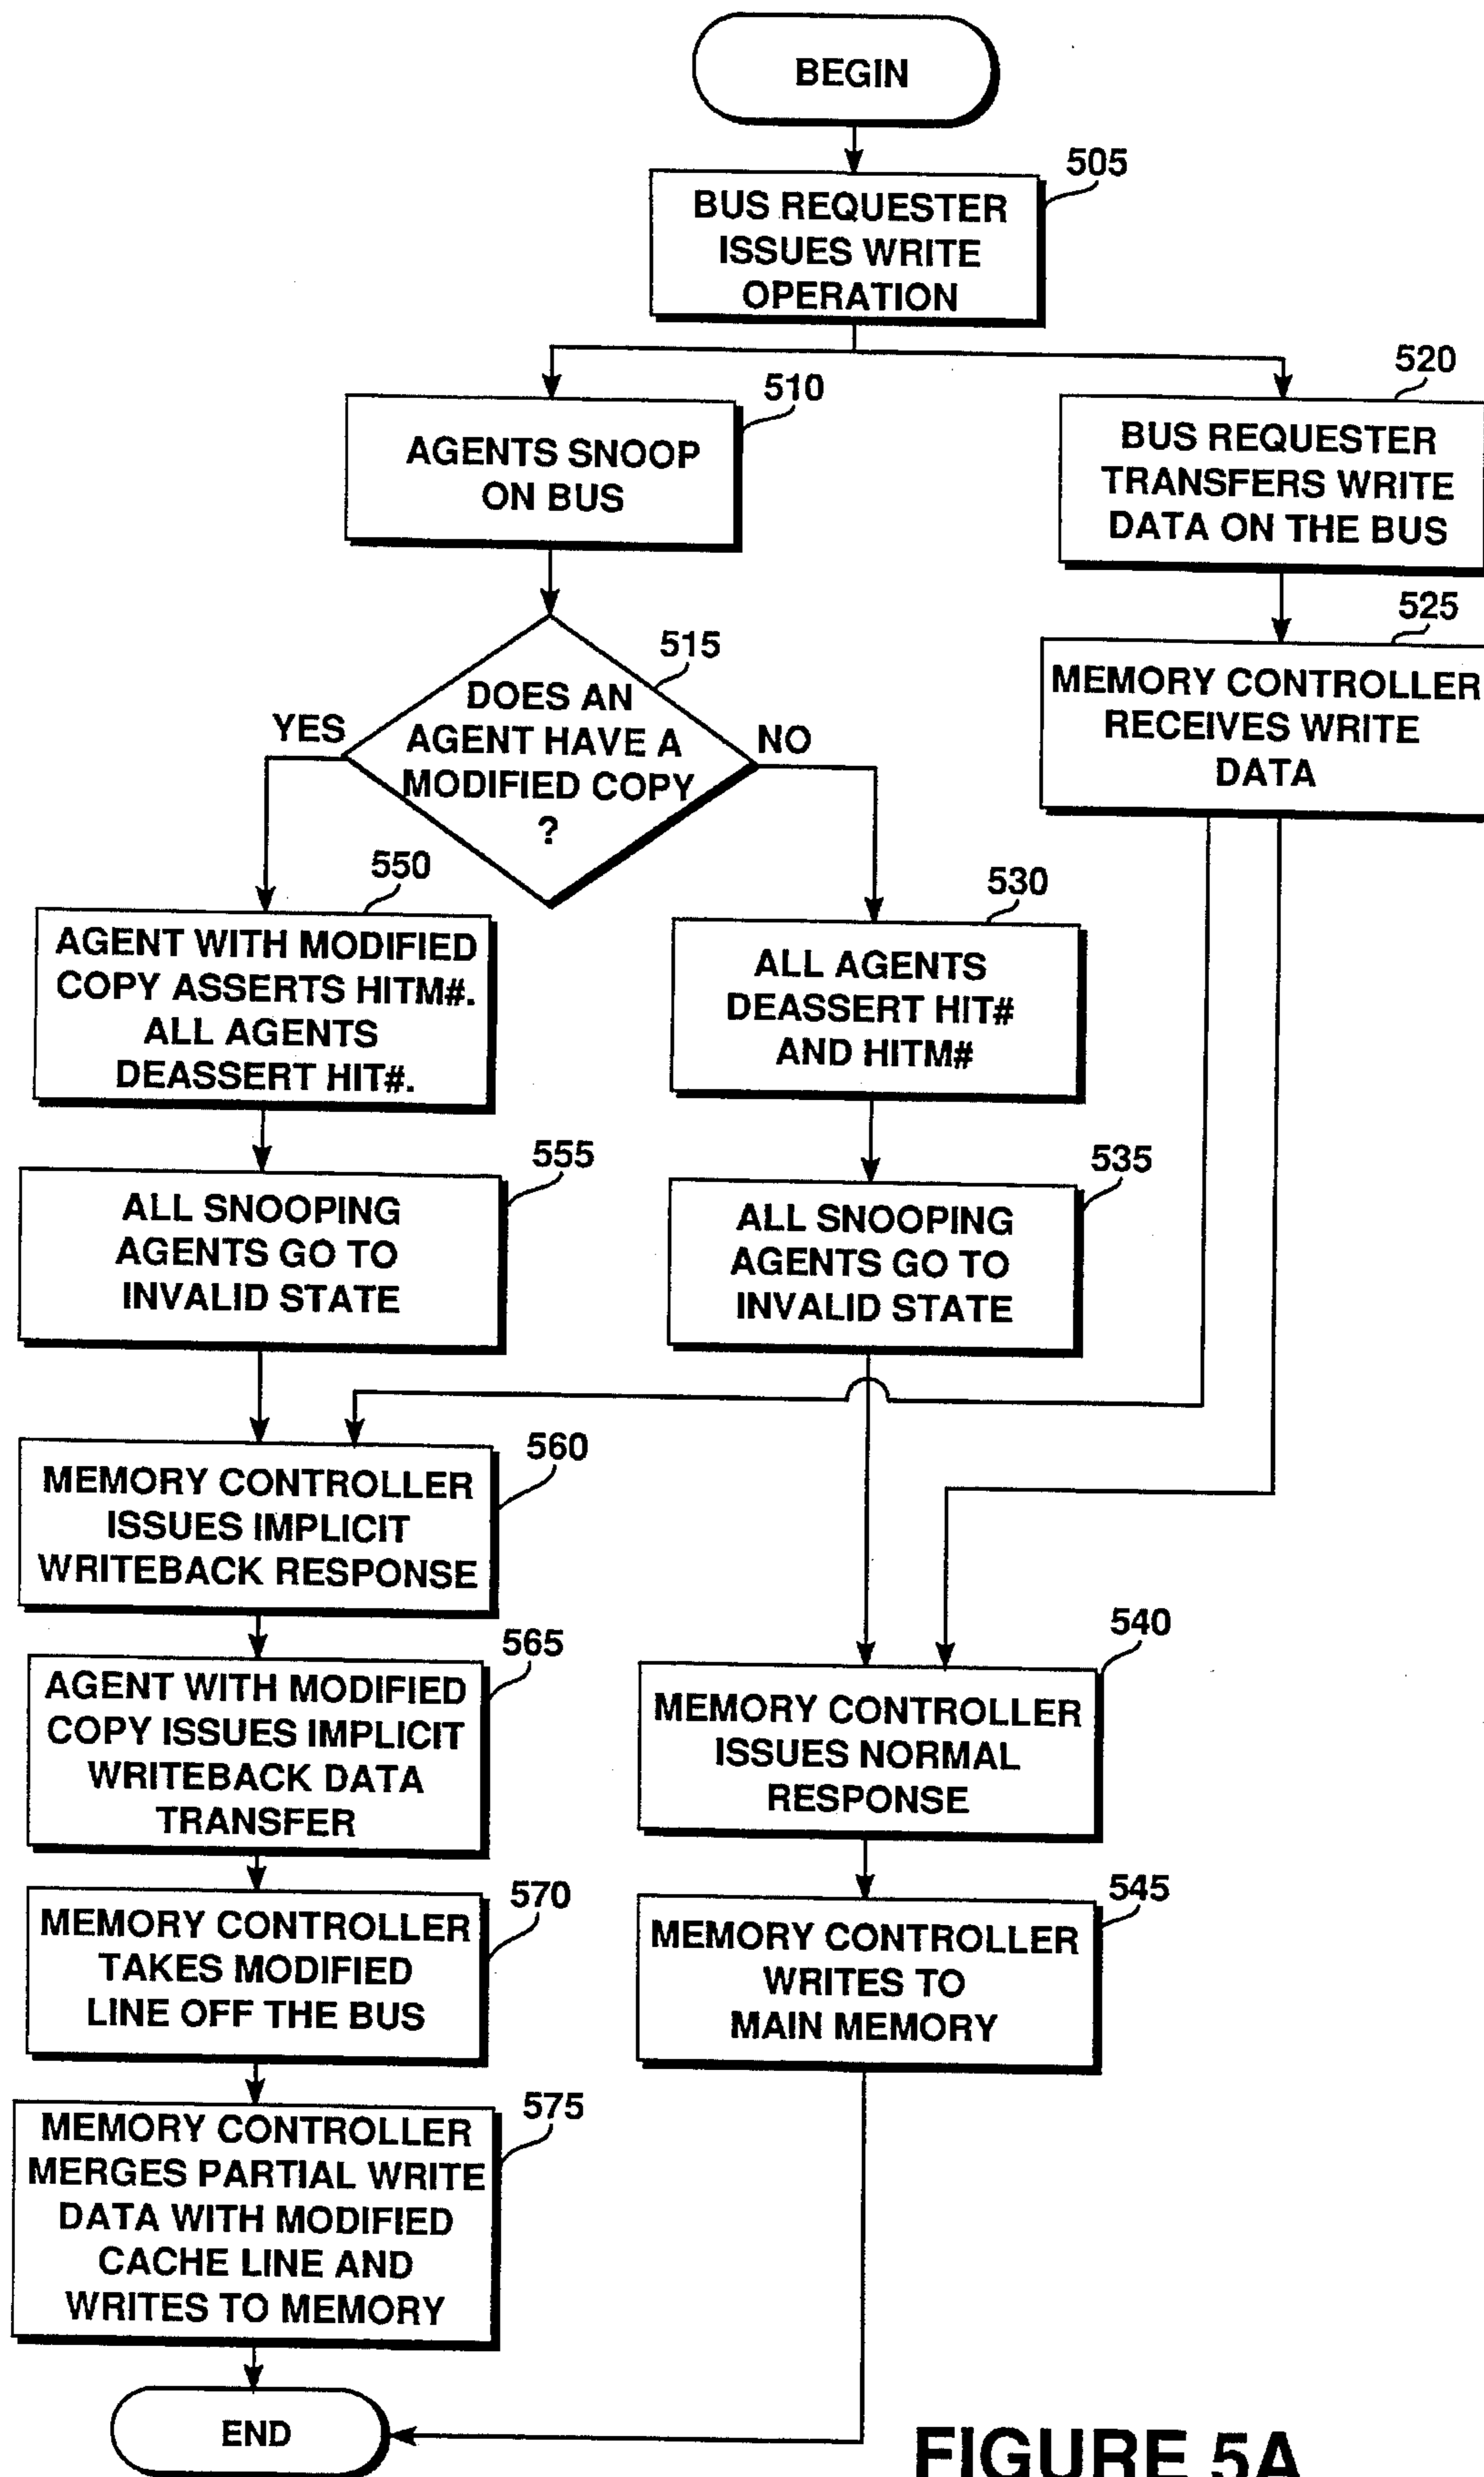 BEGIN
505
BUS REQUESTER
ISSUES WRITE
OPERATION
510
AGENTS SNOOP
ON BUS
520
BUS REQUESTER
TRANSFERS WRITE
DATA ON THE BUS
525
MEMORY CONTROLLER
RECEIVES WRITE
DATA
515
DOES AN
AGENT HAVE A
MODIFIED COPY
?
YES
NO
550
AGENT WITH MODIFIED
COPY ASSERTS HITM#.
ALL AGENTS
DEASSERT HIT#.
530
ALL AGENTS
DEASSERT HIT#
AND HITM#
555
ALL SNOOPING
AGENTS GO TO
INVALID STATE
535
ALL SNOOPING
AGENTS GO TO
INVALID STATE
560
MEMORY CONTROLLER
ISSUES IMPLICIT
WRITEBACK RESPONSE
565
AGENT WITH MODIFIED
COPY ISSUES IMPLICIT
WRITEBACK DATA
TRANSFER
540
MEMORY CONTROLLER
ISSUES NORMAL
RESPONSE
570
MEMORY CONTROLLER
TAKES MODIFIED
LINE OFF THE BUS
545
MEMORY CONTROLLER
WRITES TO
MAIN MEMORY
575
MEMORY CONTROLLER
MERGES PARTIAL WRITE
DATA WITH MODIFIED
CACHE LINE AND
WRITES TO MEMORY
END
FIGURE 5A